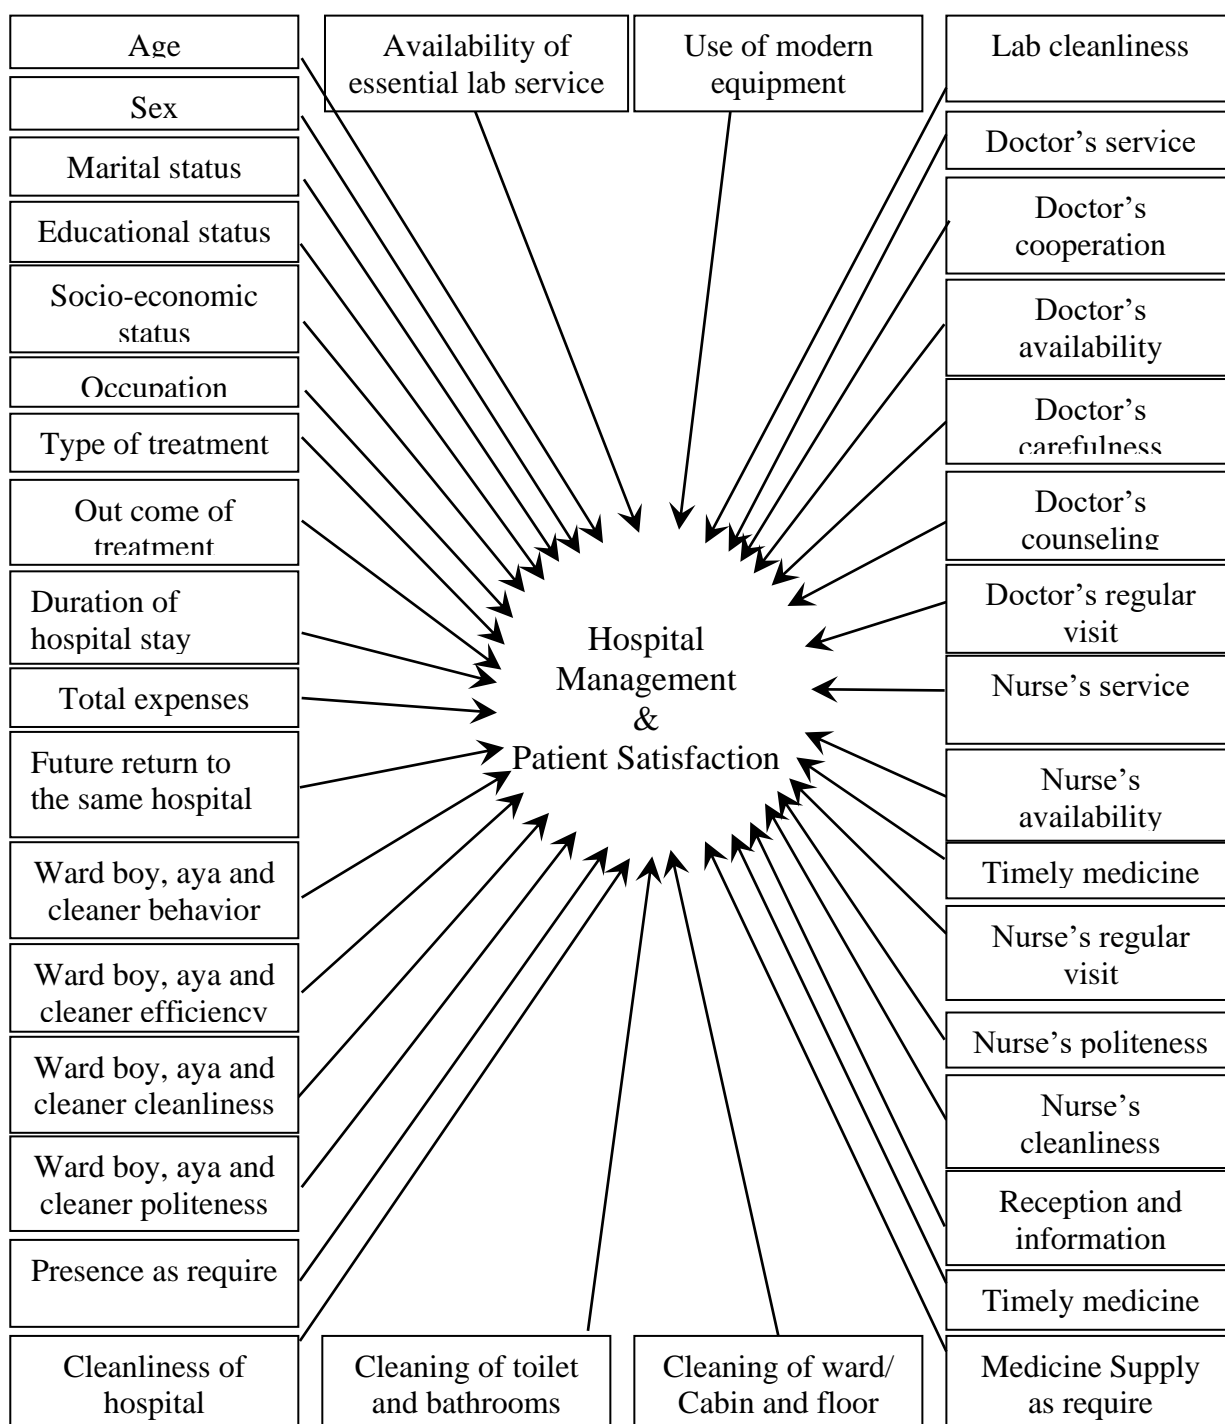 Age
Sex
Marital status
Educational status
Socio-economic
status
Occupation
Type of treatment
Out come of
treatment
Duration of
hospital stay
Total expenses
Future return to
the same hospital
Ward boy, aya and
cleaner behavior
Ward boy, aya and
cleaner efficiency
Ward boy, aya and
cleaner cleanliness
Ward boy, aya and
cleaner politeness
Presence as require
Cleanliness of
hospital
Availability of
essential lab service
Use of modern
equipment
Hospital
Management
&
Patient Satisfaction
Cleaning of toilet
and bathrooms
Cleaning of ward/
Cabin and floor
Lab cleanliness
Doctor’s service
Doctor’s
cooperation
Doctor’s
availability
Doctor’s
carefulness
Doctor’s
counseling
Doctor’s regular
visit
Nurse’s service
Nurse’s
availability
Timely medicine
Nurse’s regular
visit
Nurse’s politeness
Nurse’s
cleanliness
Reception and
information
Timely medicine
Medicine Supply
as require